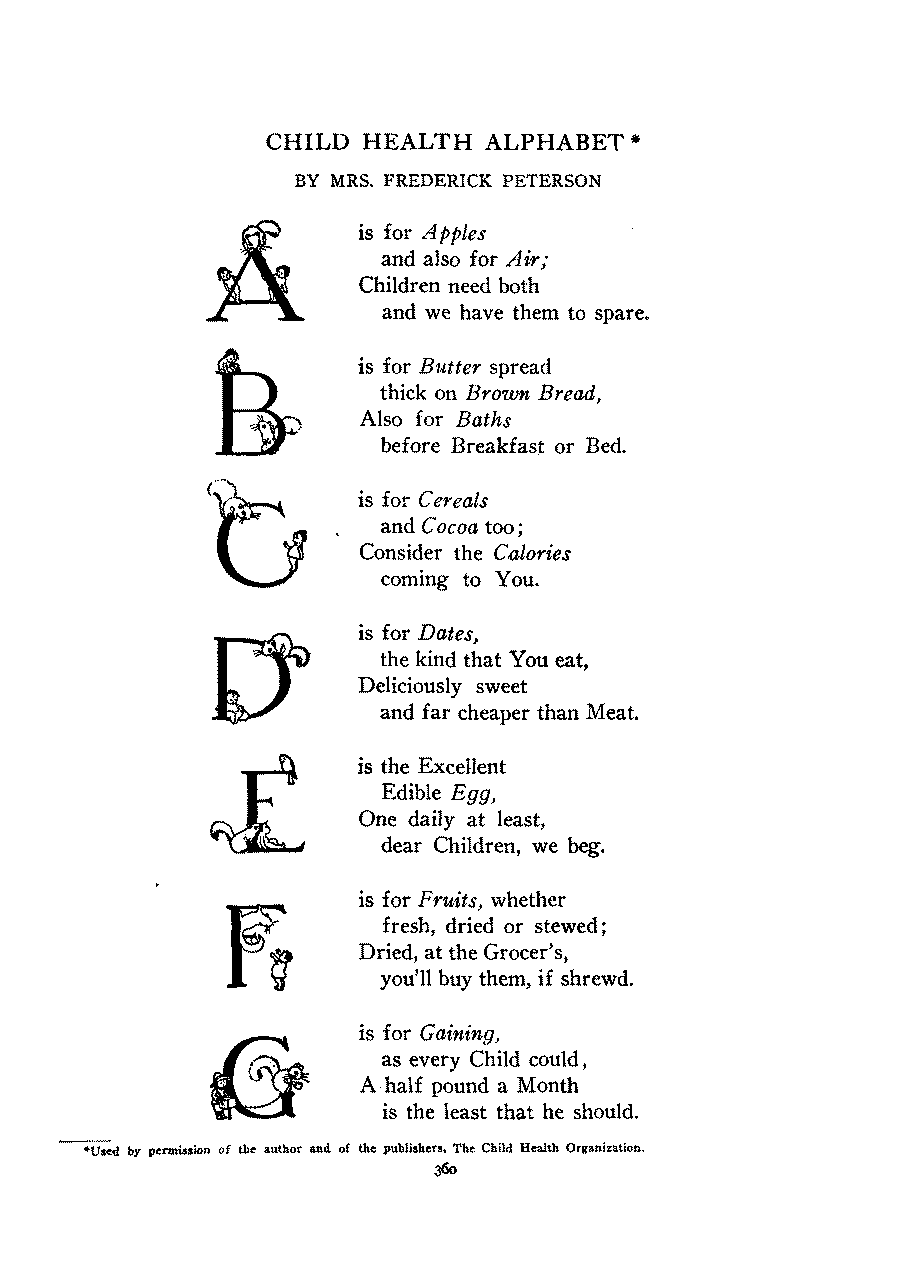 CHILD HEALTH ALPHABET*
BY MRS. FREDERICK PETERSON
A is for Apples
and also for Air;
Children need both
and we have them to spare.
B is for Butter spread
thick on Brown Bread,
Also for Baths
before Breakfast or Bed.
C is for Cereals
and Cocoa too;
Consider the Calories
coming to You.
D is for Dates,
the kind that You eat,
Deliciously sweet
and far cheaper than Meat.
E is the Excellent
Edible Egg,
One daily at least,
dear Children, we beg.
F is for Fruits, whether
fresh, dried or stewed;
Dried, at the Grocer's,
you'll buy them, if shrewd.
G is for Gaining,
as every Child could,
A half pound a Month
is the least that he should.
*Used by permission of the author and of the publishers, The Child Health Organization.
360